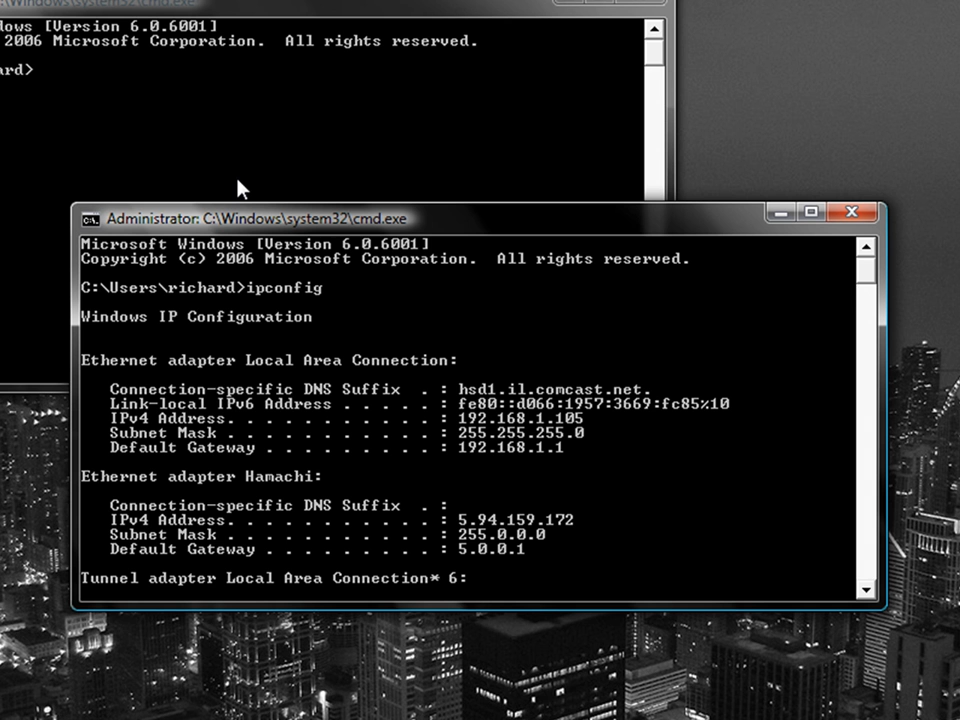 C:\Windows\system32\cmd.exe
dows [Version 6.0.6001]
2006 Microsoft Corporation.  All rights reserved.
ard>
Administrator: C:\Windows\system32\cmd.exe
Microsoft Windows [Version 6.0.6001]
Copyright (c) 2006 Microsoft Corporation.  All rights reserved.
C:\Users\richard>ipconfig
Windows IP Configuration
Ethernet adapter Local Area Connection:
Connection-specific DNS Suffix  . : hsd1.il.comcast.net.
Link-local IPv6 Address . . . . . : fe80::d066:1957:3669:fc85%10
IPv4 Address. . . . . . . . . . . : 192.168.1.105
Subnet Mask . . . . . . . . . . . : 255.255.255.0
Default Gateway . . . . . . . . . : 192.168.1.1
Ethernet adapter Hamachi:
Connection-specific DNS Suffix  . :
IPv4 Address. . . . . . . . . . . : 5.94.159.172
Subnet Mask . . . . . . . . . . . : 255.0.0.0
Default Gateway . . . . . . . . . : 5.0.0.1
Tunnel adapter Local Area Connection* 6: